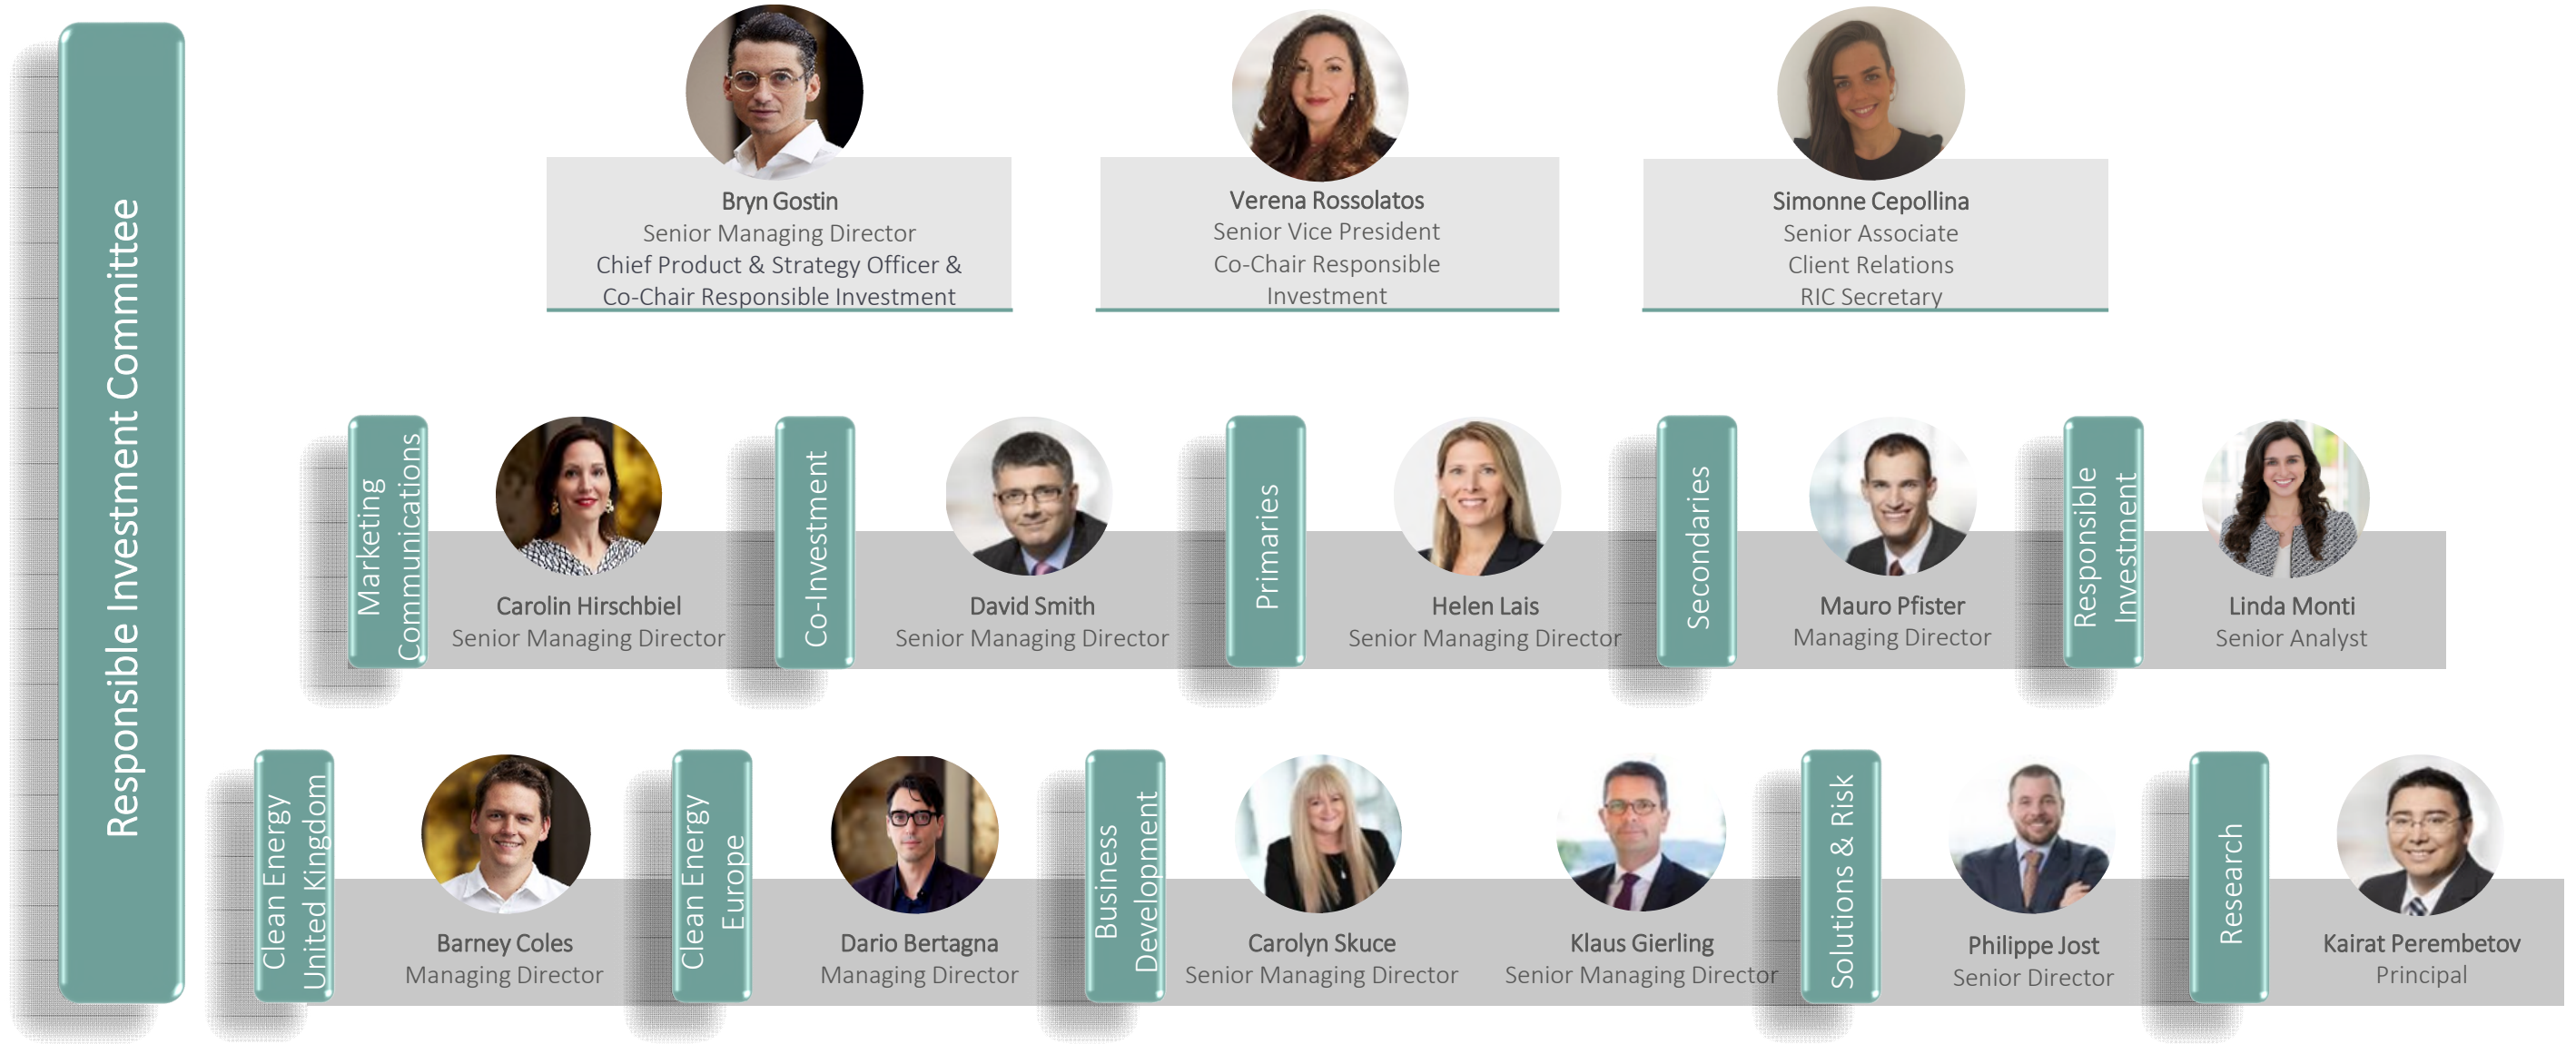 Responsible Investment Committee
Bryn Gostin
Senior Managing Director
Chief Product & Strategy Officer &
Co-Chair Responsible Investment
Verena Rossolatos
Senior Vice President
Co-Chair Responsible
Investment
Simonne Cepollina
Senior Associate
Client Relations
RIC Secretary
Marketing
Communications
Carolin Hirschbiel
Senior Managing Director
Co-Investment
David Smith
Senior Managing Director
Primaries
Helen Lais
Senior Managing Director
Secondaries
Mauro Pfister
Managing Director
Responsible
Investment
Linda Monti
Senior Analyst
Clean Energy
United Kingdom
Barney Coles
Managing Director
Clean Energy
Europe
Dario Bertagna
Managing Director
Business
Development
Carolyn Skuce
Senior Managing Director
Klaus Gierling
Senior Managing Director
Solutions & Risk
Philippe Jost
Senior Director
Research
Kairat Perembetov
Principal